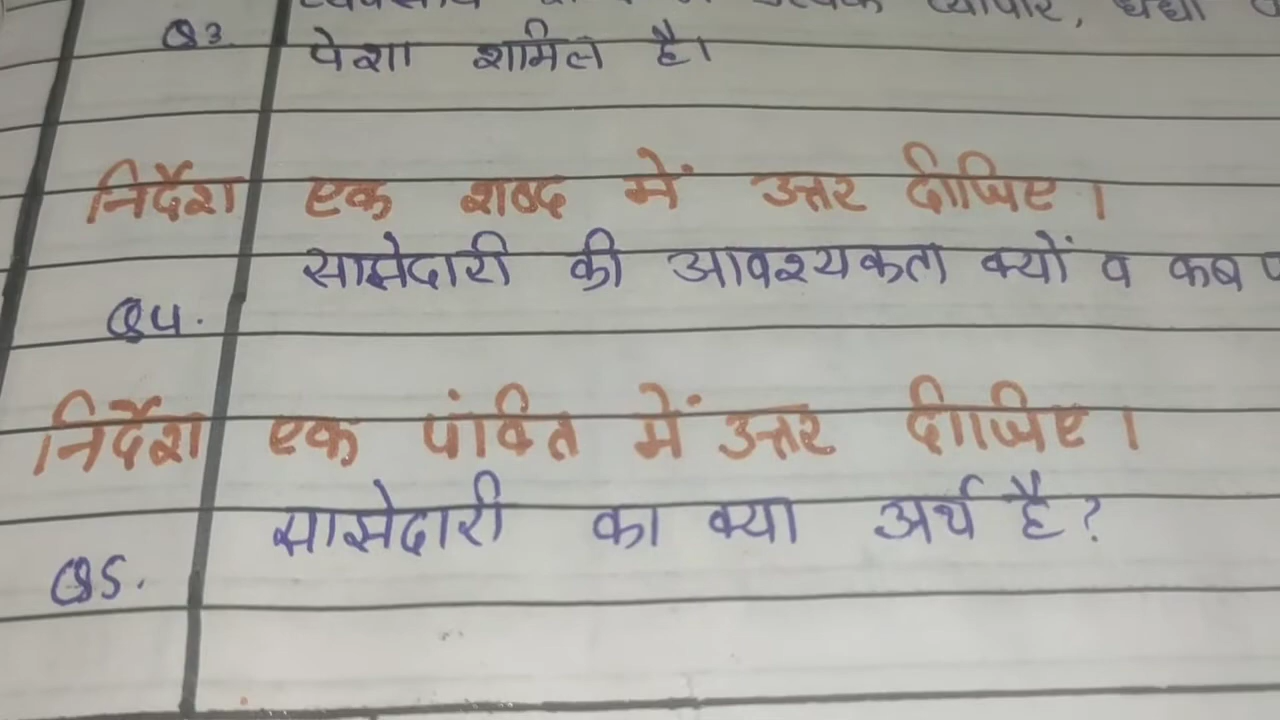 व्यापार, धंधा
Q3. पेशा शामिल है।
निर्देश एक शब्द में उत्तर दीजिए।
साझेदारी की आवश्यकता क्यों व कब
Q4.
निर्देश एक पंक्ति में उत्तर दीजिए।
साझेदारी का क्या अर्थ है?
Q5.